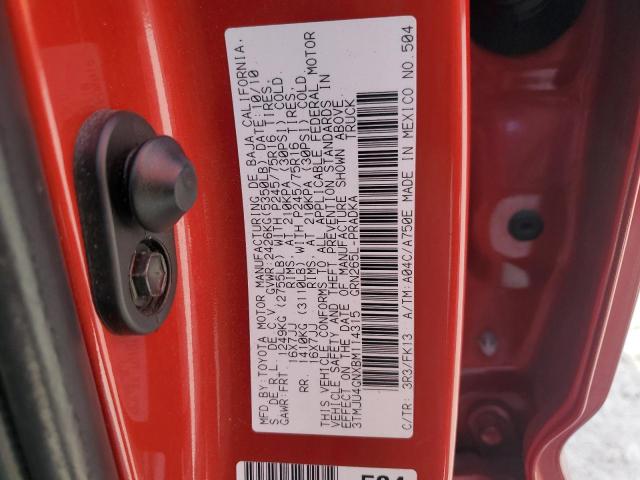 MFD BY:TOYOTA MOTOR MANUFACTURING DE BAJA CALIFORNIA,
S. DE R.L. DE C.V. GVWR:2426KG(5350LB) DATE:10/10
GAWR:FRT. 1249KG (2755LB) WITH P245/75R16 TIRES,
16X7JJ RIMS, AT 210KPA (30PSI) COLD
RR. 1410KG (3110LB) WITH P245/75R16 TIRES,
16X7JJ RIMS, AT 210KPA (30PSI) COLD
THIS VEHICLE CONFORMS TO ALL APPLICABLE FEDERAL MOTOR
VEHICLE SAFETY AND THEFT PREVENTION STANDARDS IN
EFFECT ON THE DATE OF MANUFACTURE SHOWN ABOVE.
3TMJU4GNXBM114315 GRN265L-PRADKA TRUCK
C/TR: 3R3/FK13 A/TM:A04C/A750E MADE IN MEXICO NO.504